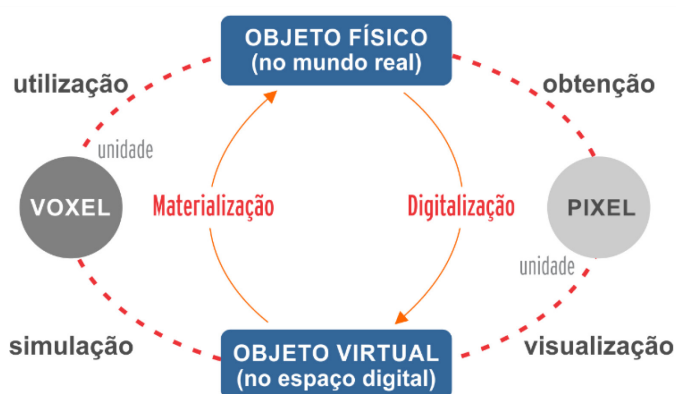 OBJETO FÍSICO
(no mundo real)
utilização
obtenção
unidade
VOXEL
Materialização
Digitalização
PIXEL
unidade
simulação
OBJETO VIRTUAL
(no espaço digital)
visualização